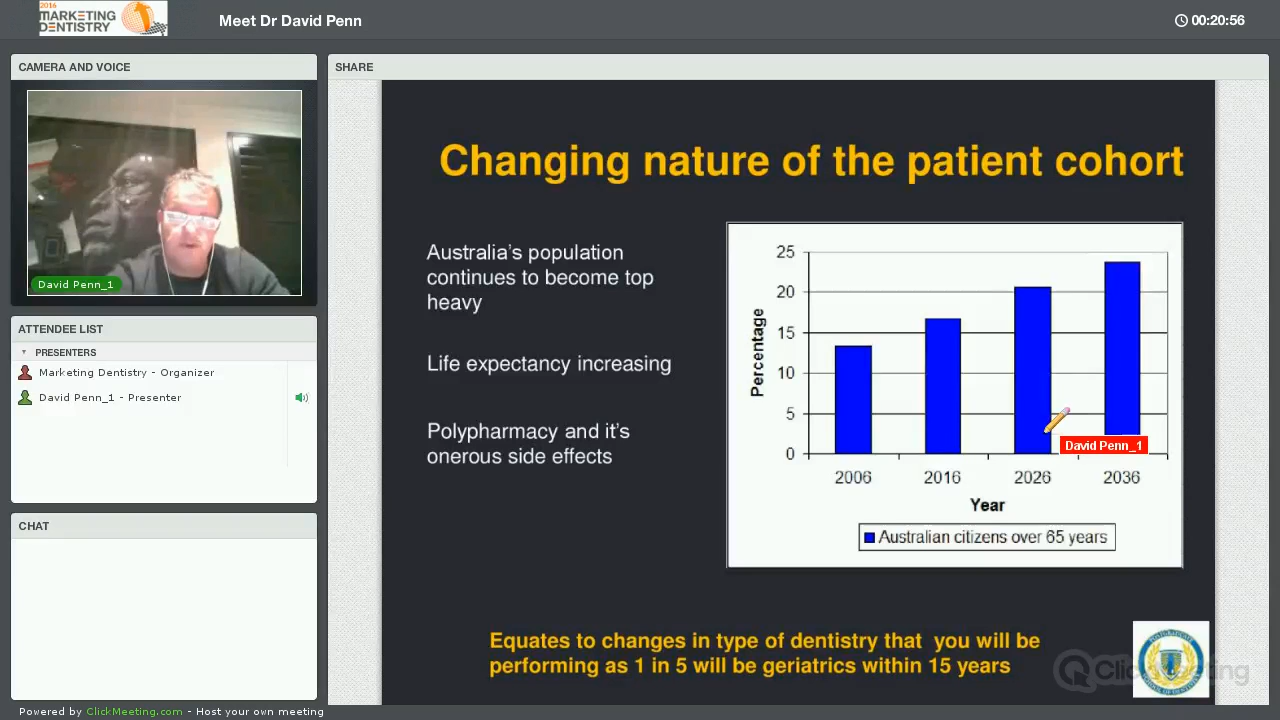 2016
MARKETING
DENTISTRY
Meet Dr David Penn
00:20:56
CAMERA AND VOICE
David Penn_1
ATTENDEE LIST
PRESENTERS
Marketing Dentistry - Organizer
David Penn_1 - Presenter
CHAT
Powered by ClickMeeting.com - Host your own meeting
SHARE
Changing nature of the patient cohort
Australia's population
continues to become top
heavy
Life expectancy increasing
Polypharmacy and it's
onerous side effects
25
20
15
10
5
0
Percentage
2006 2016 2026 2036
Year
Australian citizens over 65 years
David Penn_1
Equates to changes in type of dentistry that you will be
performing as 1 in 5 will be geriatrics within 15 years